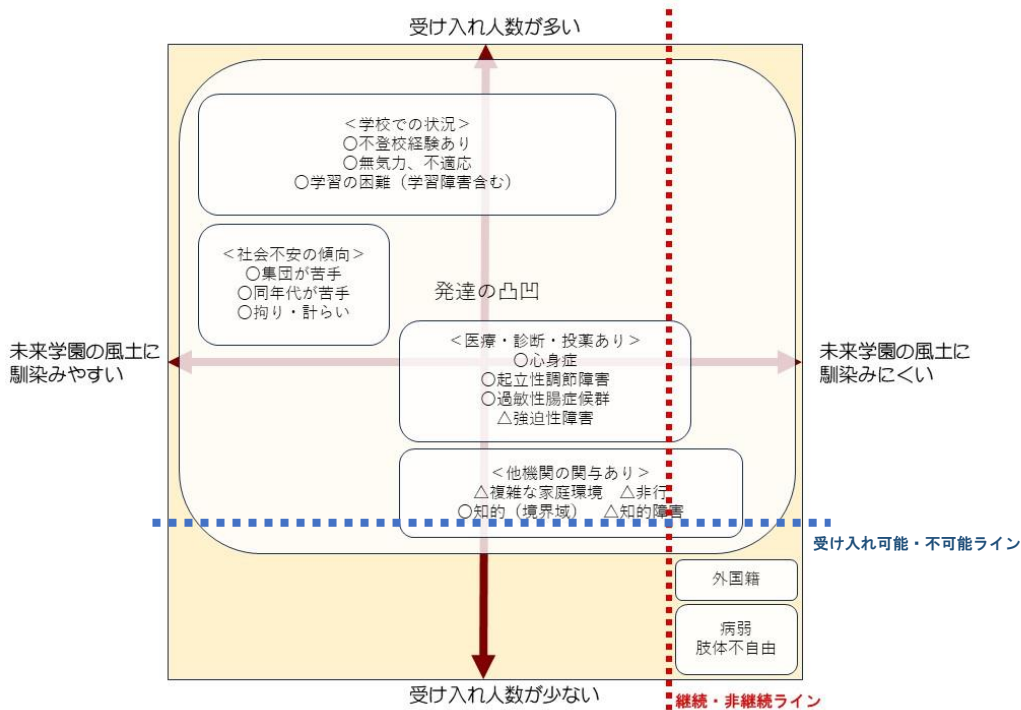 受け入れ人数が多い
＜学校での状況＞
○不登校経験あり
○無気力、不適応
○学習の困難（学習障害含む）
＜社会不安の傾向＞
○集団が苦手
○同年代が苦手
○拘り・計らい
発達の凸凹
未来学園の風土に
馴染みやすい
＜医療・診断・投薬あり＞
○心身症
○起立性調節障害
○過敏性腸症候群
△強迫性障害
未来学園の風土に
馴染みにくい
＜他機関の関与あり＞
△複雑な家庭環境　△非行
○知的（境界域）　△知的障害
受け入れ可能・不可能ライン
外国籍
病弱
肢体不自由
受け入れ人数が少ない
継続・非継続ライン